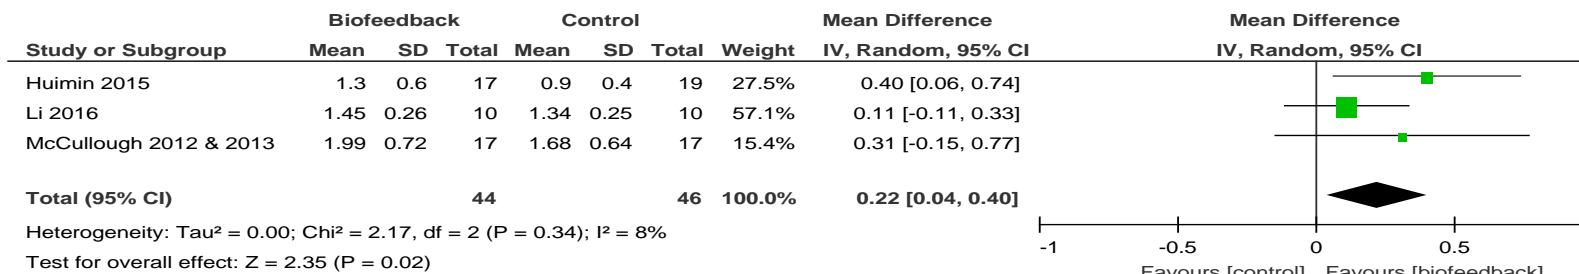 Biofeedback Control Mean Difference Mean Difference
Study or Subgroup Mean SD Total Mean SD Total Weight IV, Random, 95% CI IV, Random, 95% CI
Huimin 2015 1.3 0.6 17 0.9 0.4 19 27.5% 0.40 [0.06, 0.74]
Li 2016 1.45 0.26 10 1.34 0.25 10 57.1% 0.11 [-0.11, 0.33]
McCullough 2012 & 2013 1.99 0.72 17 1.68 0.64 17 15.4% 0.31 [-0.15, 0.77]
Total (95% CI) 44 46 100.0% 0.22 [0.04, 0.40]
Heterogeneity: Tau² = 0.00; Chi² = 2.17, df = 2 (P = 0.34); I² = 8%
-1 -0.5 0 0.5
Test for overall effect: Z = 2.35 (P = 0.02)
Favours [control] Favours [biofeedback]